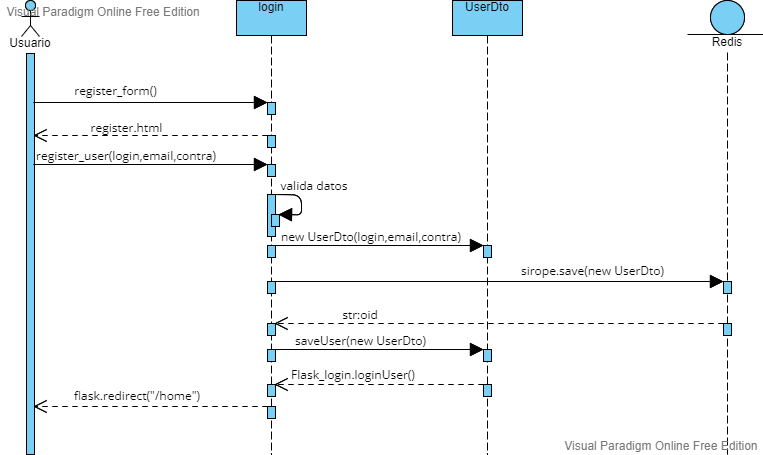 Visual Paradigm Online Free Edition
login
UserDto
Usuario
Redis
register_form()
register.html
register_user(login,email,contra)
valida datos
new UserDto(login,email,contra)
sirope.save(new UserDto)
str:oid
saveUser(new UserDto)
Flask_login.loginUser()
flask.redirect("/home")
Visual Paradigm Online Free Edition